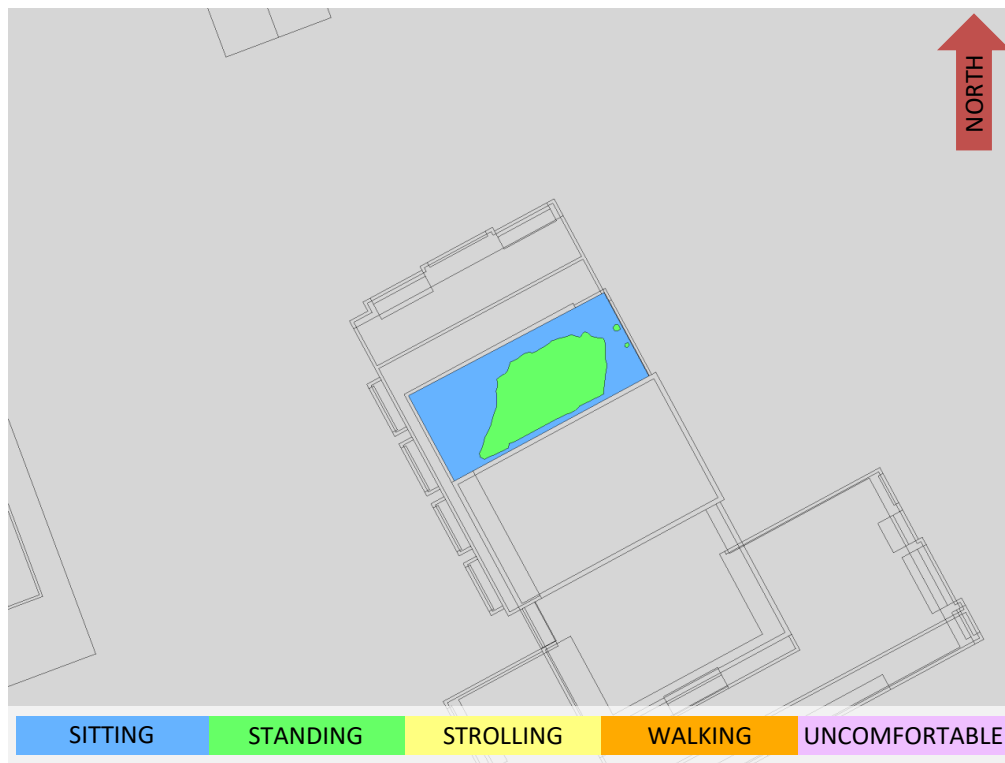 NORTH
SITTING
STANDING
STROLLING
WALKING
UNCOMFORTABLE